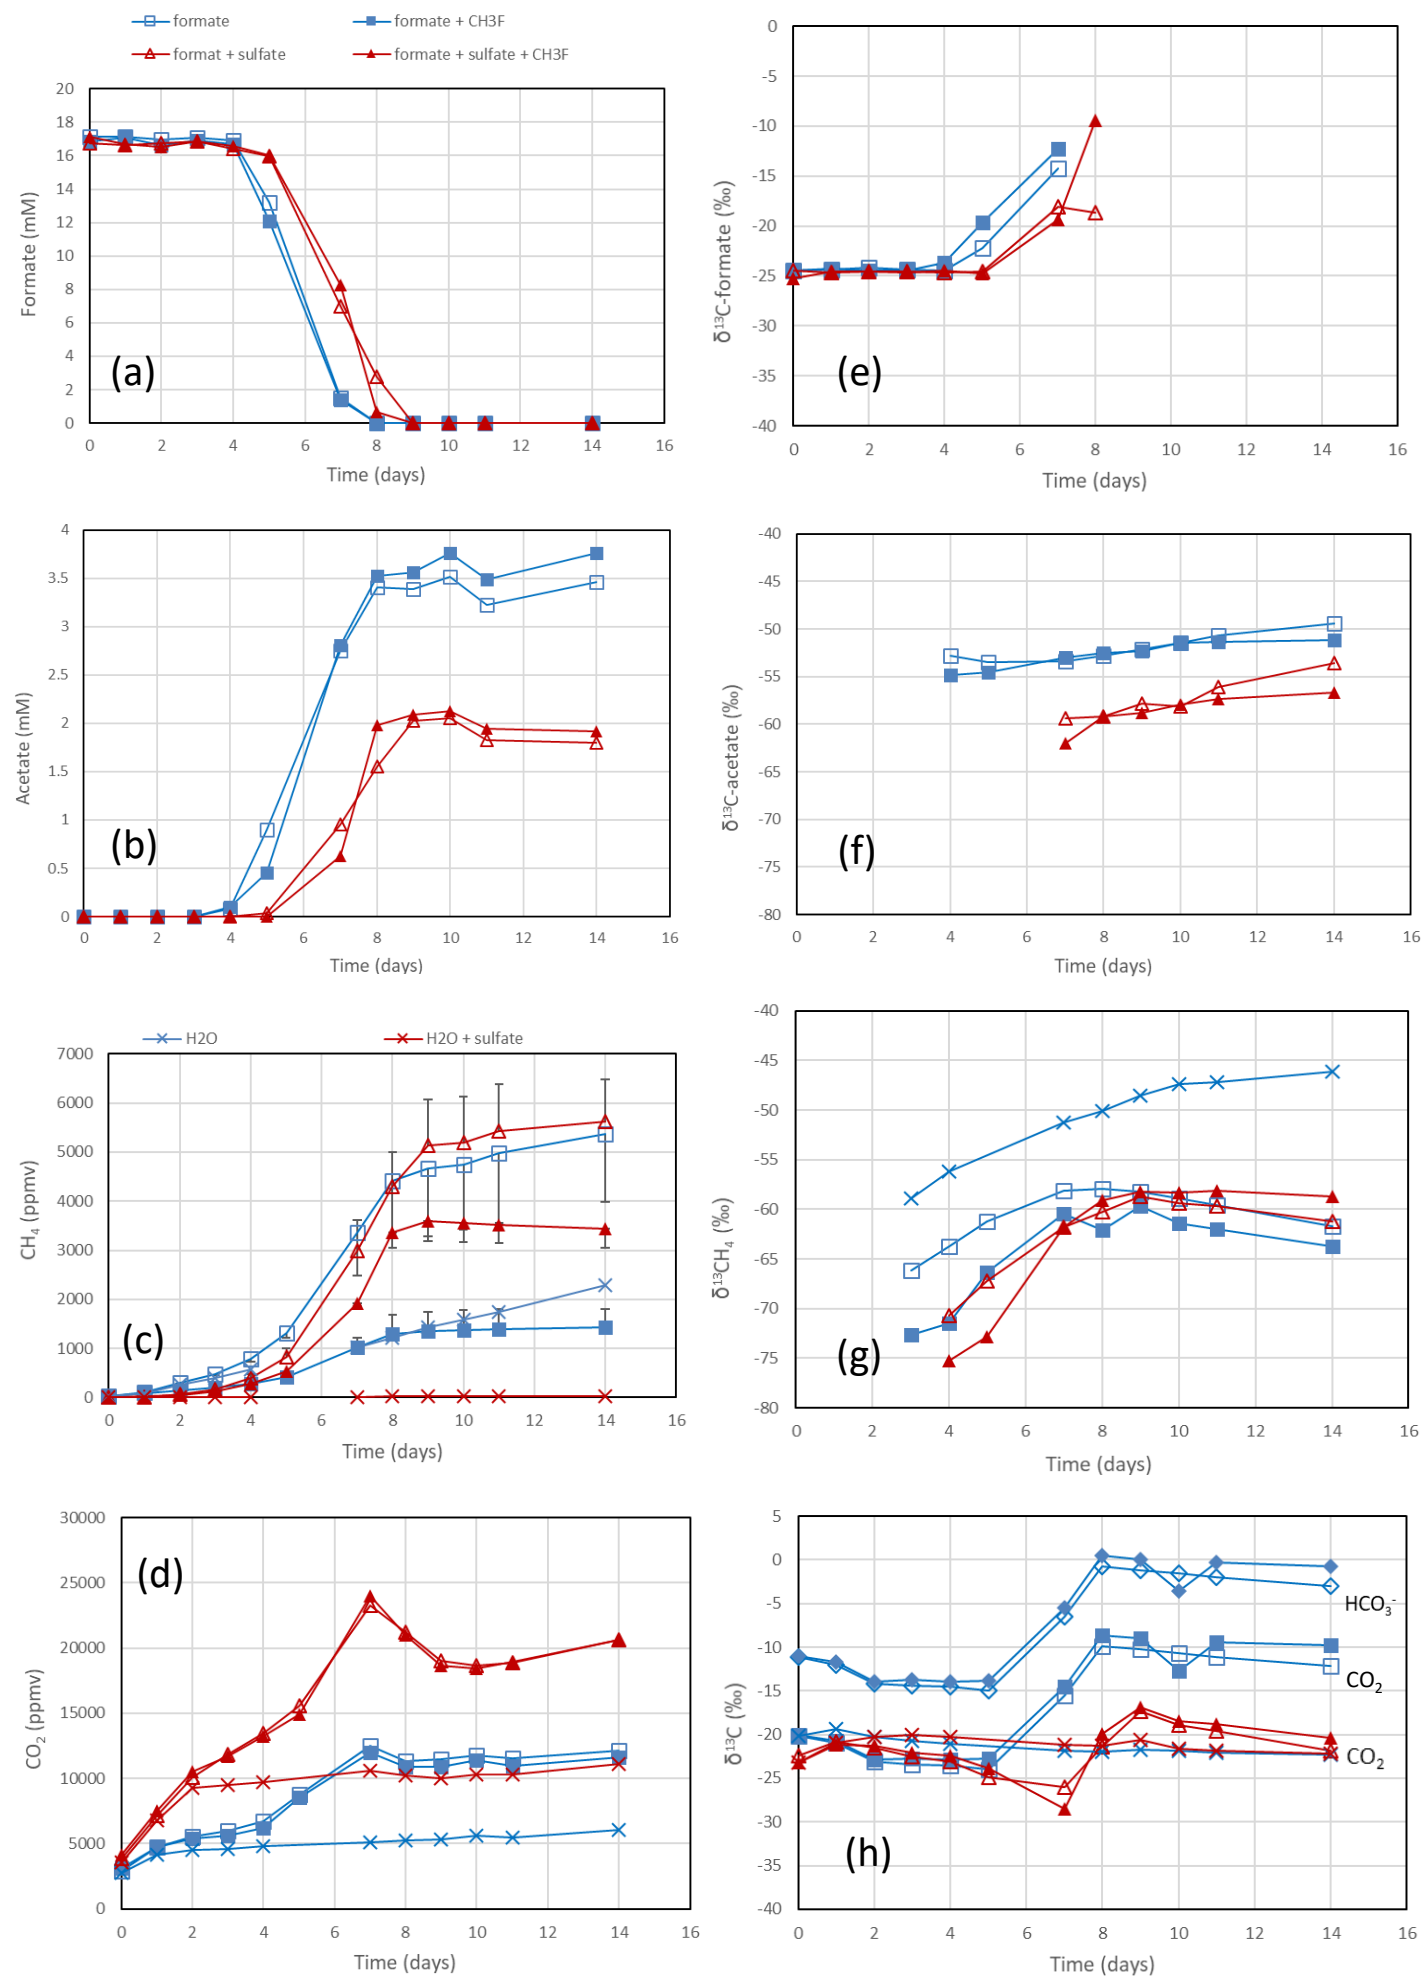 formate
formate + CH3F
format + sulfate
formate + sulfate + CH3F
20
18
16
14
12
10
8
6
4
2
0
Formate (mM)
(a)
0 2 4 6 8 10 12 14 16
Time (days)
0
-5
-10
-15
-20
-25
-30
-35
-40
δ¹³C-formate (‰)
(e)
0 2 4 6 8 10 12 14 16
Time (days)
4
3.5
3
2.5
2
1.5
1
0.5
0
Acetate (mM)
(b)
0 2 4 6 8 10 12 14 16
Time (days)
-40
-45
-50
-55
-60
-65
-70
-75
-80
δ¹³C-acetate (‰)
(f)
0 2 4 6 8 10 12 14 16
Time (days)
H2O
H2O + sulfate
7000
6000
5000
4000
3000
2000
1000
0
CH₄ (ppmv)
(c)
0 2 4 6 8 10 12 14 16
Time (days)
-40
-45
-50
-55
-60
-65
-70
-75
-80
δ¹³CH₄ (‰)
(g)
0 2 4 6 8 10 12 14 16
Time (days)
30000
25000
20000
15000
10000
5000
0
CO₂ (ppmv)
(d)
0 2 4 6 8 10 12 14 16
Time (days)
5
0
-5
-10
-15
-20
-25
-30
-35
-40
δ¹³C (‰)
HCO₃⁻
CO₂
CO₂
(h)
0 2 4 6 8 10 12 14 16
Time (days)